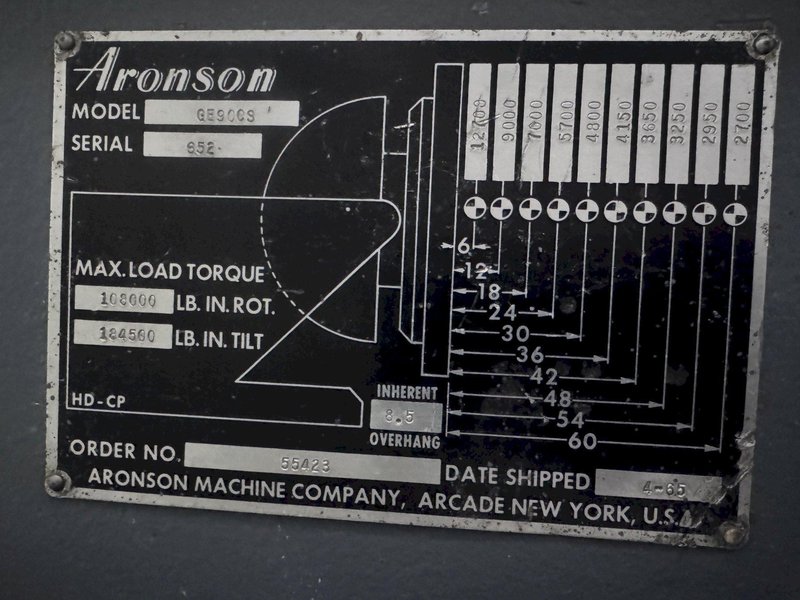 Aronson
MODEL GE90CS
SERIAL 652
12700 9000 7000 5700 4800 4150 3650 3250 2950 2700
6
12
18
24
30
36
42
48
54
60
MAX. LOAD TORQUE
108000 LB. IN. ROT.
184500 LB. IN. TILT
HD-CP
INHERENT
8.5
OVERHANG
ORDER NO. 55423
DATE SHIPPED 4-65
ARONSON MACHINE COMPANY, ARCADE NEW YORK, U.S.A.